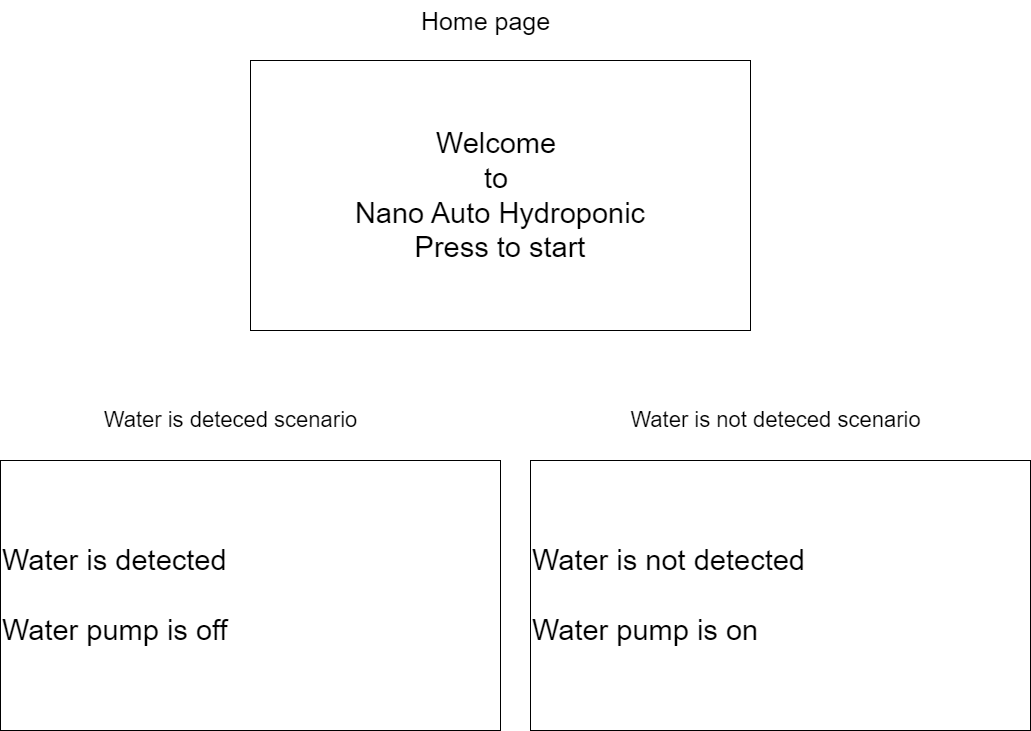 Home page
Welcome
to
Nano Auto Hydroponic
Press to start
Water is deteced scenario
Water is not deteced scenario
Water is detected
Water pump is off
Water is not detected
Water pump is on